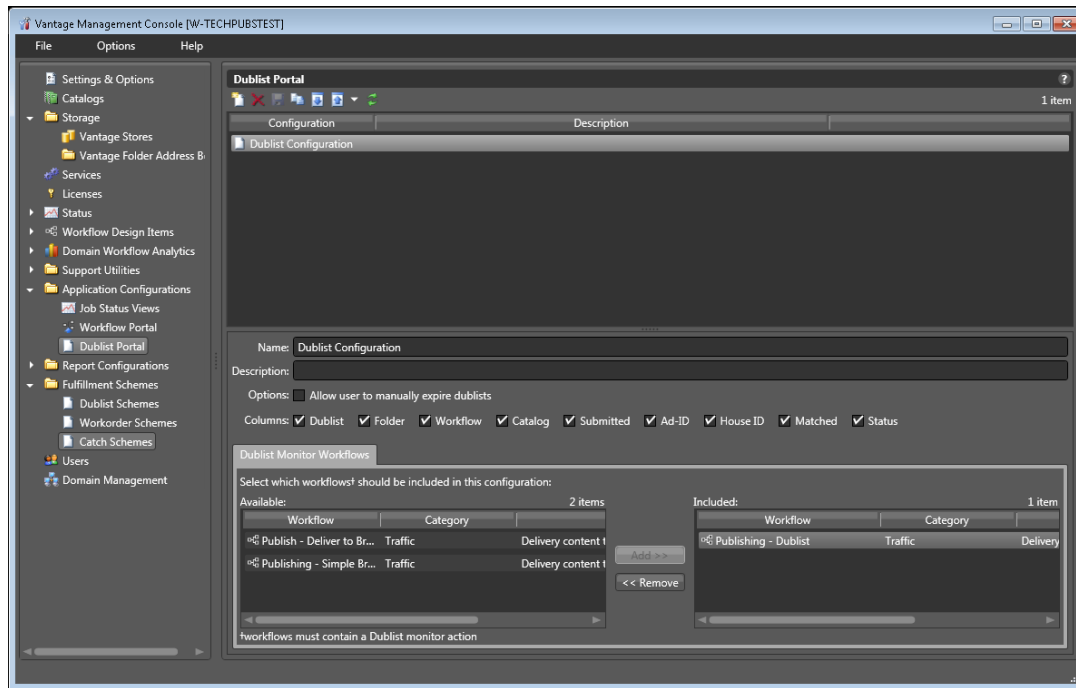 Vantage Management Console [W-TECHPUBSTEST]
File Options Help
Settings & Options
Catalogs
Storage
Vantage Stores
Vantage Folder Address B
Services
Licenses
Status
Workflow Design Items
Domain Workflow Analytics
Support Utilities
Application Configurations
Job Status Views
Workflow Portal
Dublist Portal
Report Configurations
Fulfillment Schemes
Dublist Schemes
Workorder Schemes
Catch Schemes
Users
Domain Management
Dublist Portal ?
1 item
Configuration Description
Dublist Configuration
Name: Dublist Configuration
Description:
Options: Allow user to manually expire dublists
Columns: Dublist Folder Workflow Catalog Submitted Ad-ID House ID Matched Status
Dublist Monitor Workflows
Select which workflows† should be included in this configuration:
Available: 2 items
Workflow Category
Publish - Deliver to Br... Traffic Delivery content t
Publishing - Simple Br... Traffic Delivery content t
Add >>
<< Remove
Included: 1 item
Workflow Category
Publishing - Dublist Traffic Delivery
†workflows must contain a Dublist monitor action